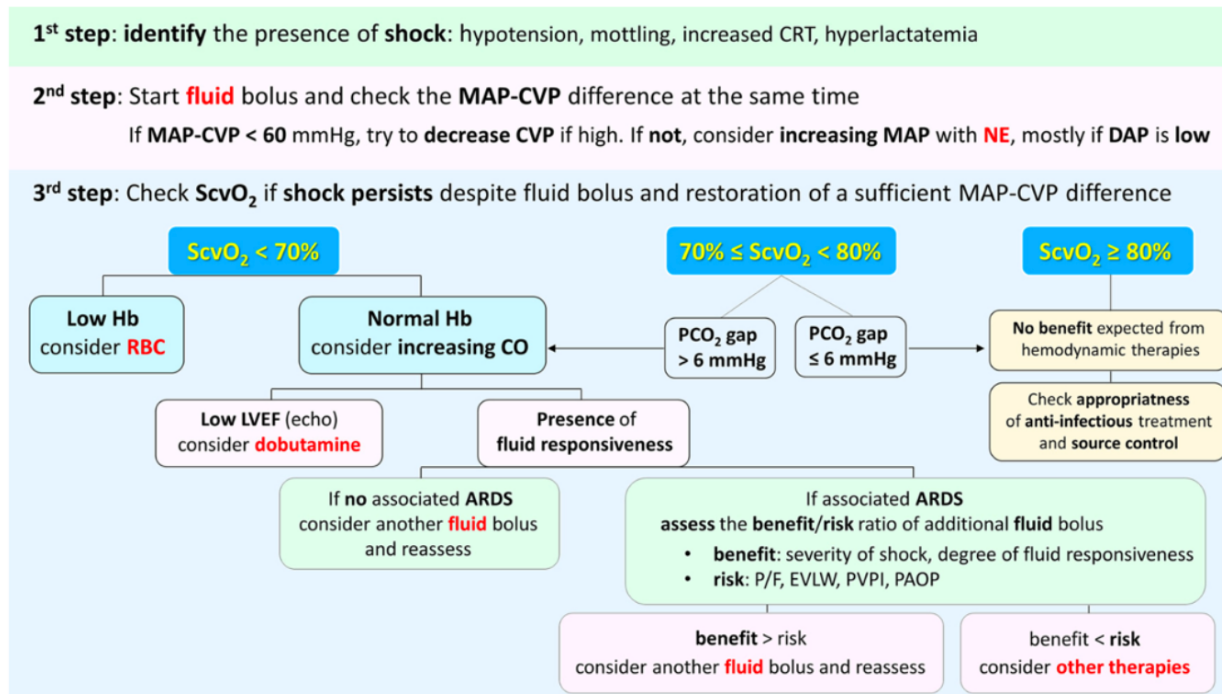 1st step: identify the presence of shock: hypotension, mottling, increased CRT, hyperlactatemia
2nd step: Start fluid bolus and check the MAP-CVP difference at the same time
If MAP-CVP < 60 mmHg, try to decrease CVP if high. If not, consider increasing MAP with NE, mostly if DAP is low
3rd step: Check ScvO2 if shock persists despite fluid bolus and restoration of a sufficient MAP-CVP difference
ScvO2 < 70%
70% ≤ ScvO2 < 80%
ScvO2 ≥ 80%
Low Hb
consider RBC
Normal Hb
consider increasing CO
PCO2 gap
> 6 mmHg
PCO2 gap
≤ 6 mmHg
No benefit expected from
hemodynamic therapies
Low LVEF (echo)
consider dobutamine
Presence of
fluid responsiveness
Check appropriatness
of anti-infectious treatment
and source control
If no associated ARDS
consider another fluid bolus
and reassess
If associated ARDS
assess the benefit/risk ratio of additional fluid bolus
• benefit: severity of shock, degree of fluid responsiveness
• risk: P/F, EVLW, PVPI, PAOP
benefit > risk
consider another fluid bolus and reassess
benefit < risk
consider other therapies